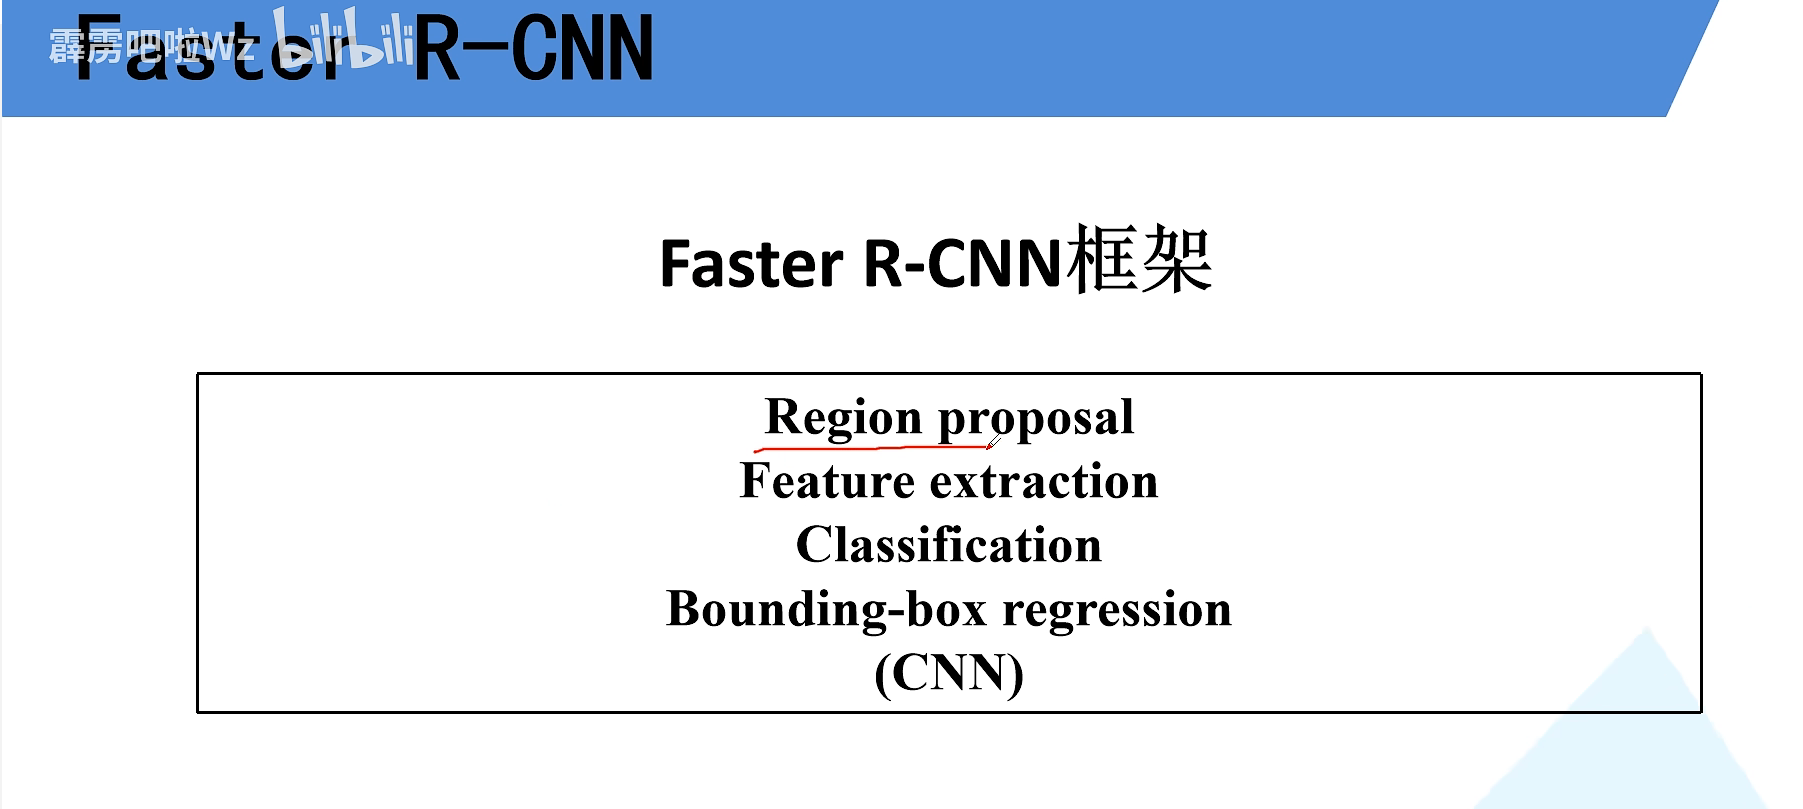 Faster R-CNN
霹雳吧啦Wz bilibili
Faster R-CNN框架
Region proposal
Feature extraction
Classification
Bounding-box regression
(CNN)